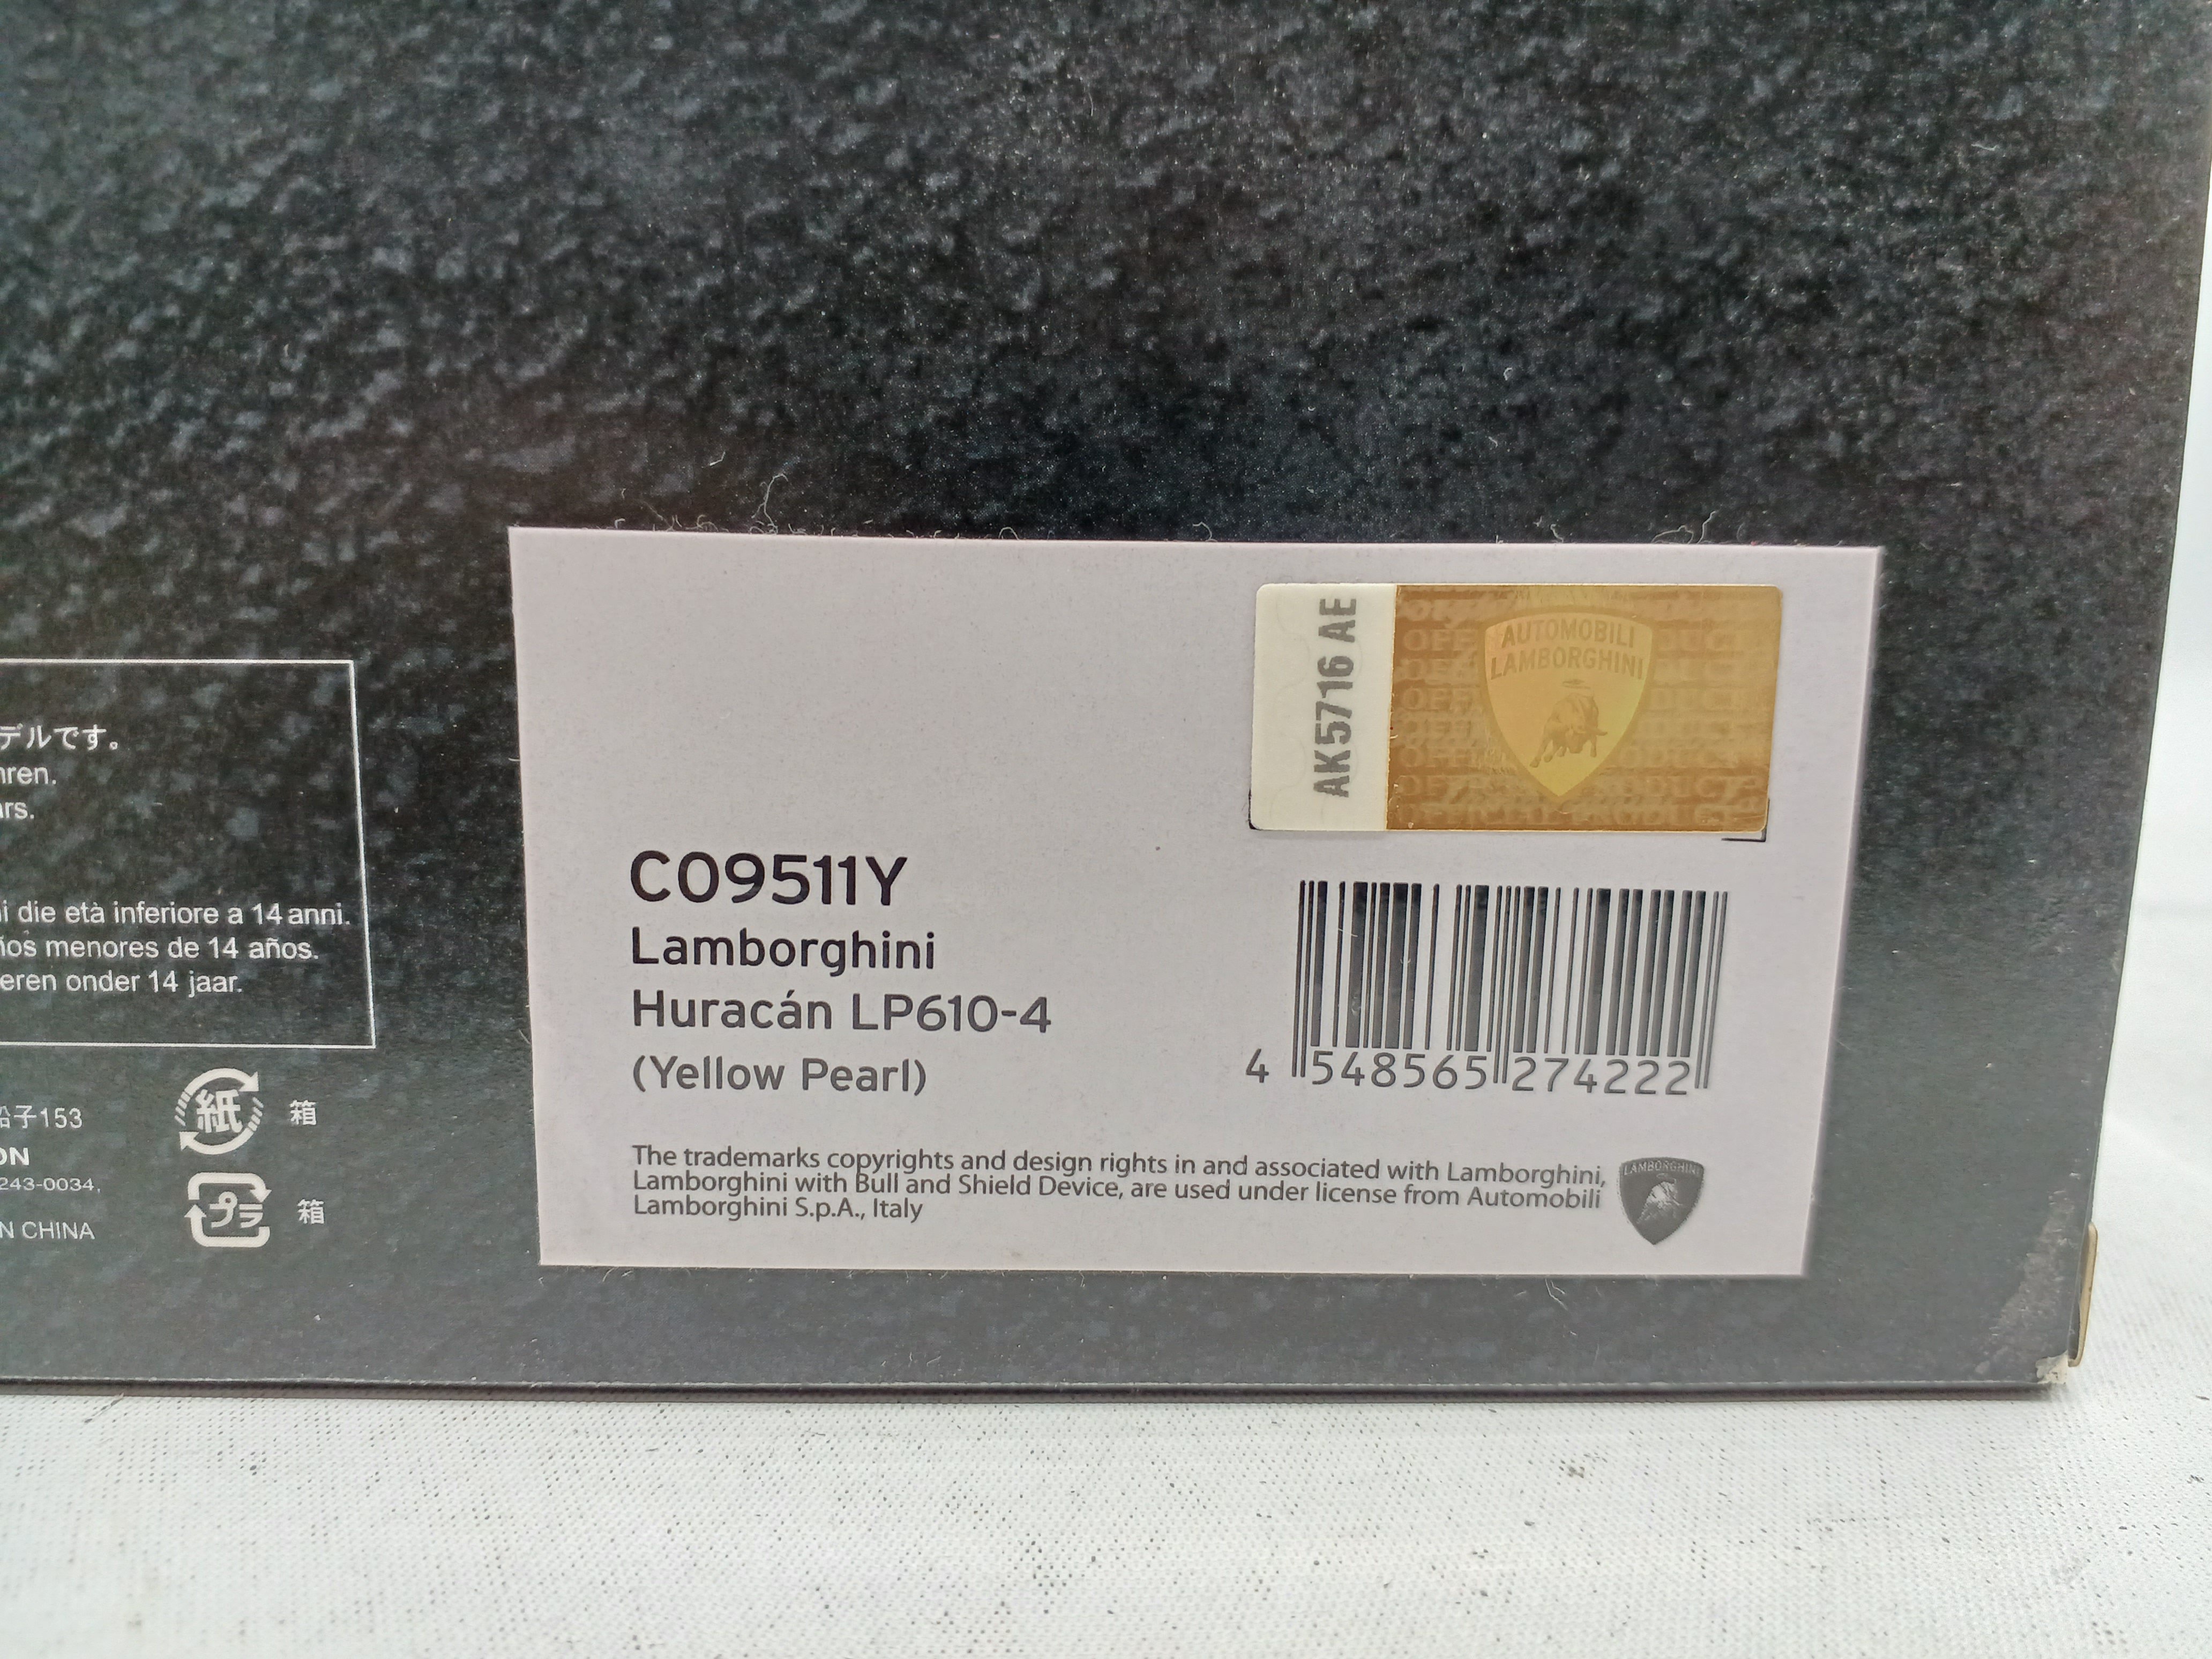 デルです。
hren.
rs.
i die età inferiore a 14 anni.
ños menores de 14 años.
eren onder 14 jaar.
子153
ON
243-0034,
N CHINA
紙 箱
プラ 箱
AK5716 AE
AUTOMOBILI
LAMBORGHINI
C09511Y
Lamborghini
Huracán LP610-4
(Yellow Pearl)
4 548565 274222
The trademarks copyrights and design rights in and associated with Lamborghini,
Lamborghini with Bull and Shield Device, are used under license from Automobili
Lamborghini S.p.A., Italy
LAMBORGHINI